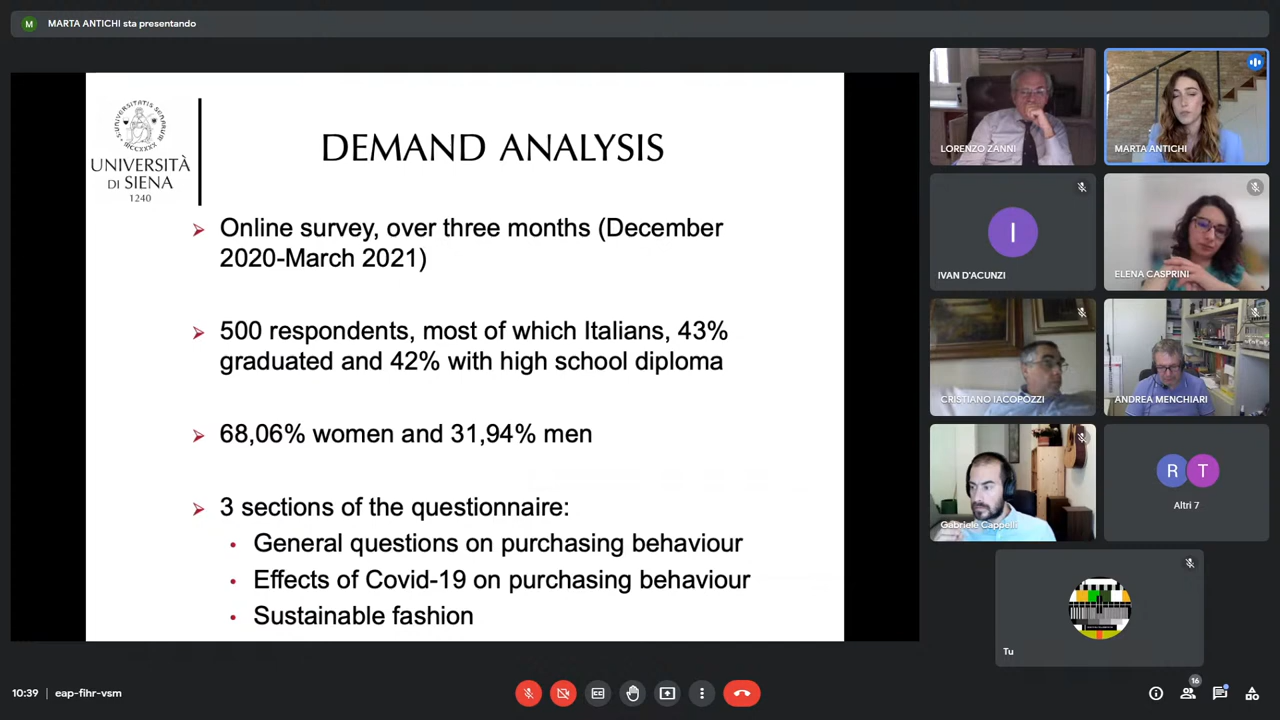 M
MARTA ANTICHI sta presentando
UNIVERSITÀ
DI SIENA
1240
DEMAND ANALYSIS
Online survey, over three months (December
2020-March 2021)
500 respondents, most of which Italians, 43%
graduated and 42% with high school diploma
68,06% women and 31,94% men
3 sections of the questionnaire:
General questions on purchasing behaviour
Effects of Covid-19 on purchasing behaviour
Sustainable fashion
LORENZO ZANNI
MARTA ANTICHI
I
IVAN D'ACUNZI
ELENA CASPRINI
CRISTIANO IACOPOZZI
ANDREA MENCHIARI
Gabriele Cappelli
R
T
Altri 7
Tu
10:39
eap-fihr-vsm
16